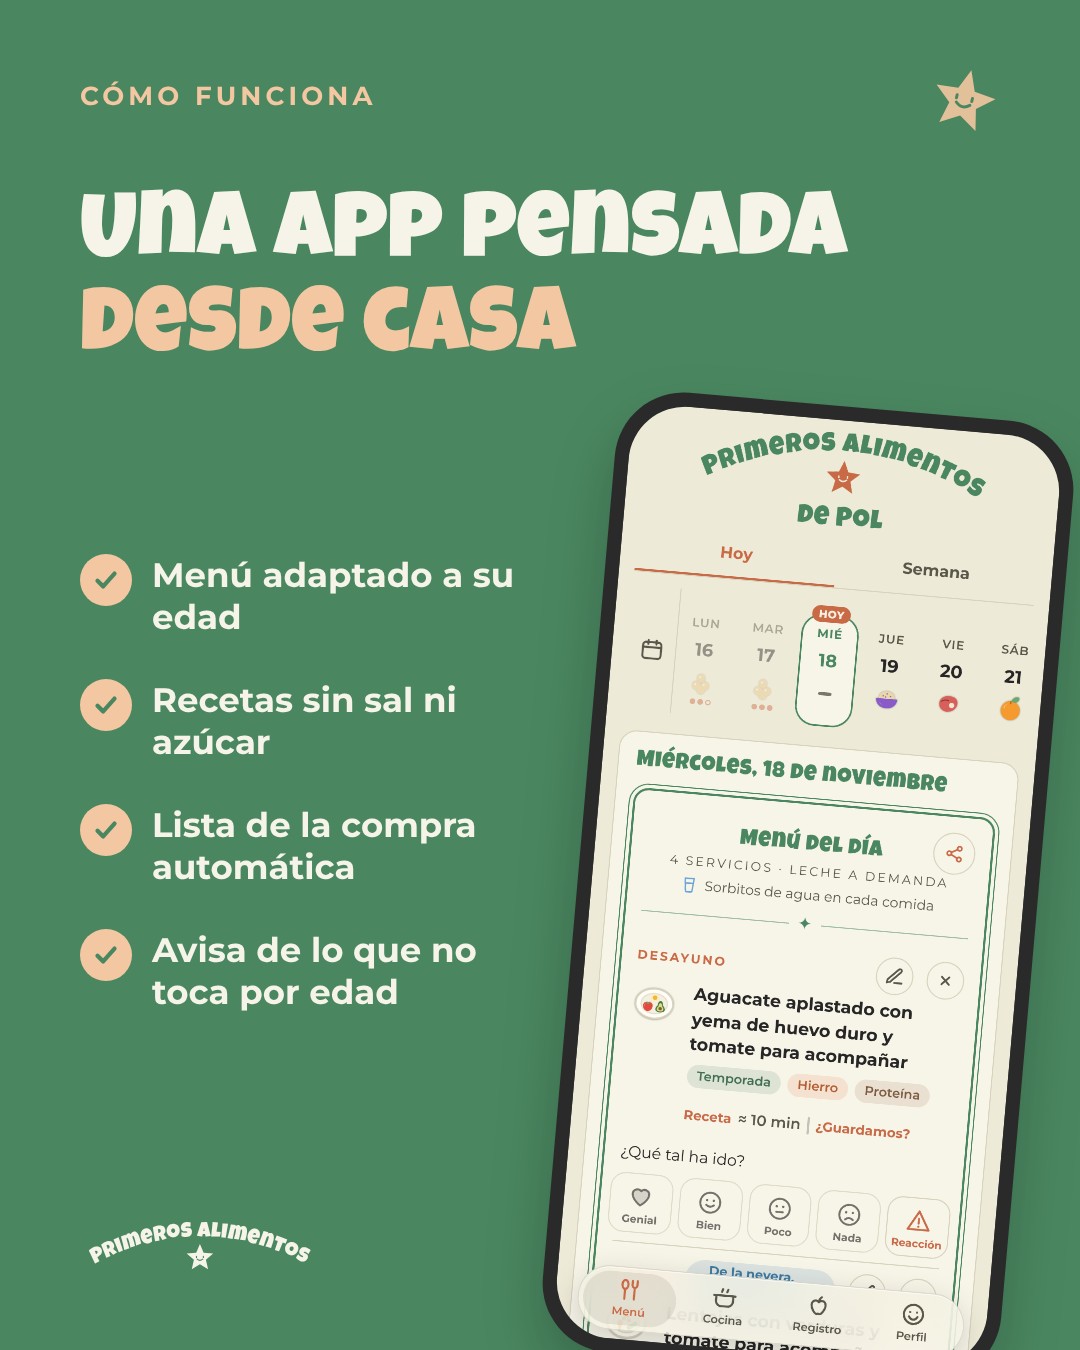 CÓMO FUNCIONA
UNA APP PENSADA
DESDE CASA
Menú adaptado a su
edad
Recetas sin sal ni
azúcar
Lista de la compra
automática
Avisa de lo que no
toca por edad
PRIMEROS ALIMENTOS
PRIMEROS ALIMENTOS
DE POL
Hoy
Semana
HOY
LUN MAR MIÉ JUE VIE SÁB
16 17 18 19 20 21
Miércoles, 18 de noviembre
Menú del día
4 SERVICIOS · LECHE A DEMANDA
Sorbitos de agua en cada comida
DESAYUNO
Aguacate aplastado con
yema de huevo duro y
tomate para acompañar
Temporada Hierro Proteína
Receta ≈ 10 min | ¿Guardamos?
¿Qué tal ha ido?
Genial Bien Poco Nada Reacción
De la nevera,
tomate para
Menú Cocina Registro Perfil